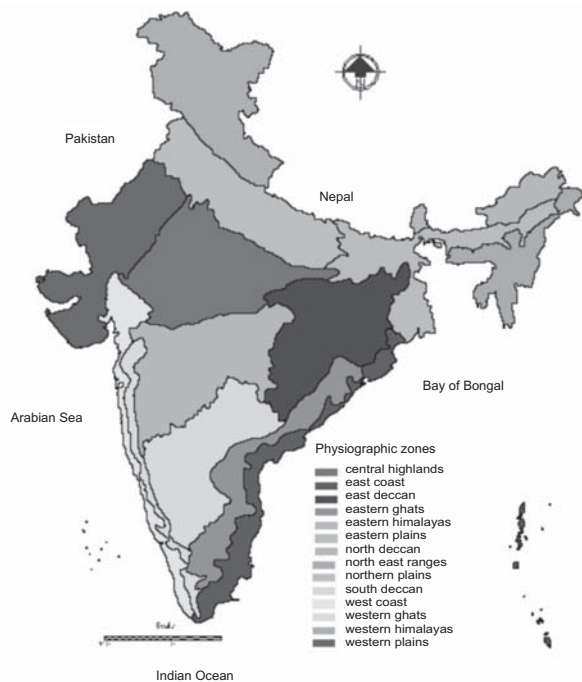 Pakistan
Nepal
Bay of Bongal
Arabian Sea
Physiographic zones
central highlands
east coast
east deccan
eastern ghats
eastern himalayas
eastern plains
north deccan
north east ranges
northern plains
south deccan
west coast
western ghats
western himalayas
western plains
Indian Ocean